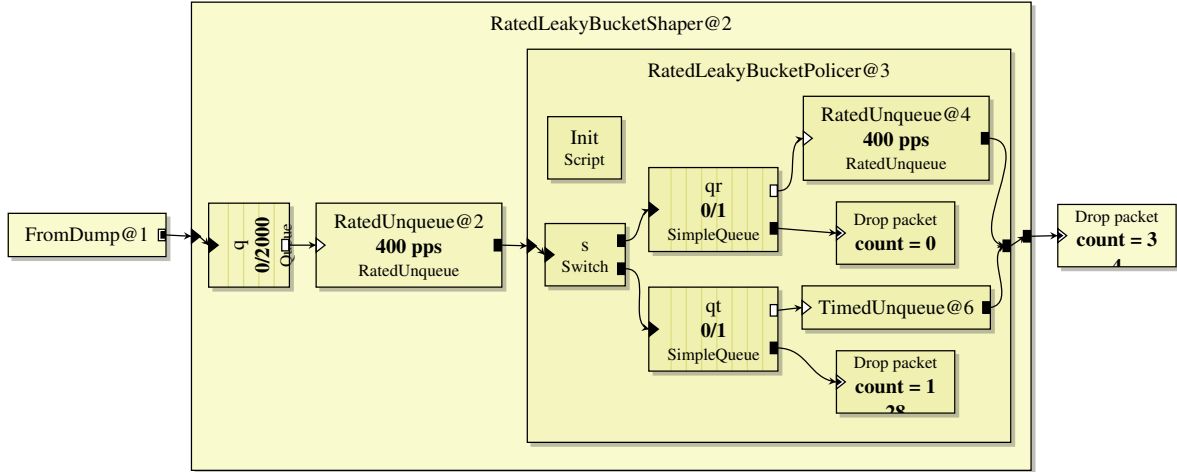 RatedLeakyBucketShaper@2
RatedLeakyBucketPolicer@3
FromDump@1
q
0/2000
Queue
RatedUnqueue@2
400 pps
RatedUnqueue
Init
Script
s
Switch
qr
0/1
SimpleQueue
RatedUnqueue@4
400 pps
RatedUnqueue
Drop packet
count = 0
qt
0/1
SimpleQueue
TimedUnqueue@6
Drop packet
count = 1
28
Drop packet
count = 3
4